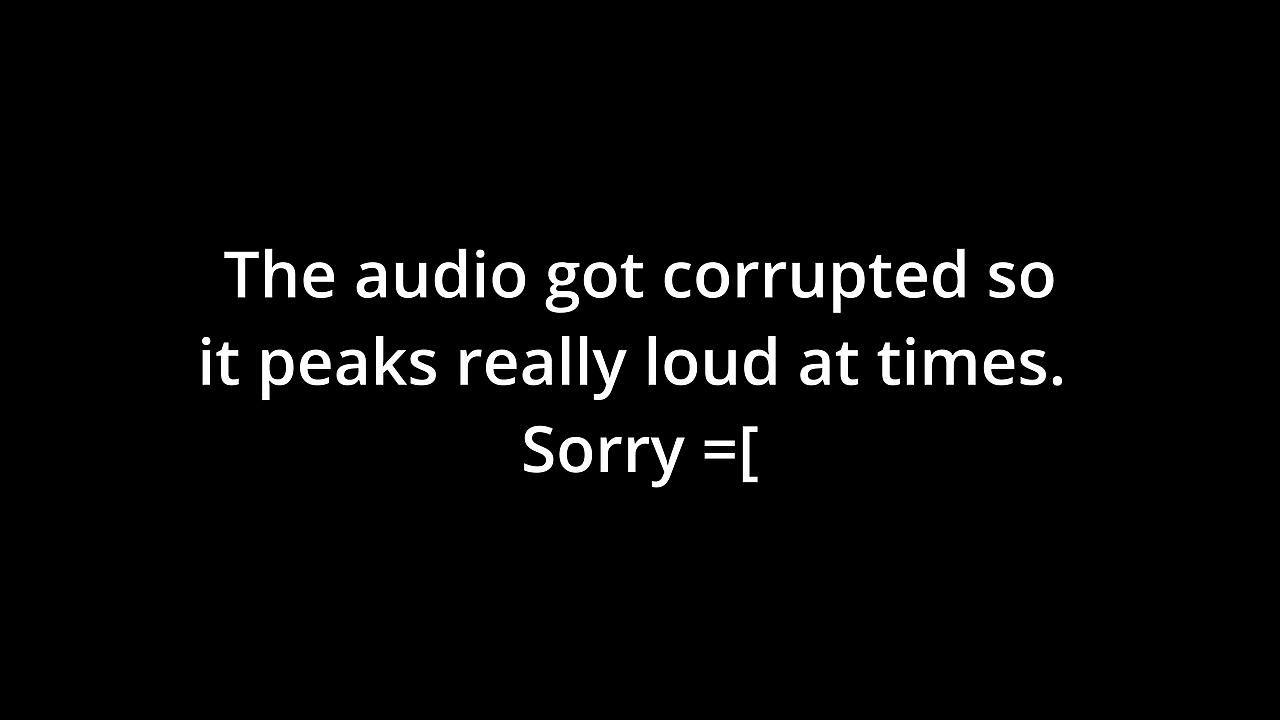 The audio got corrupted so
it peaks really loud at times.
Sorry =[